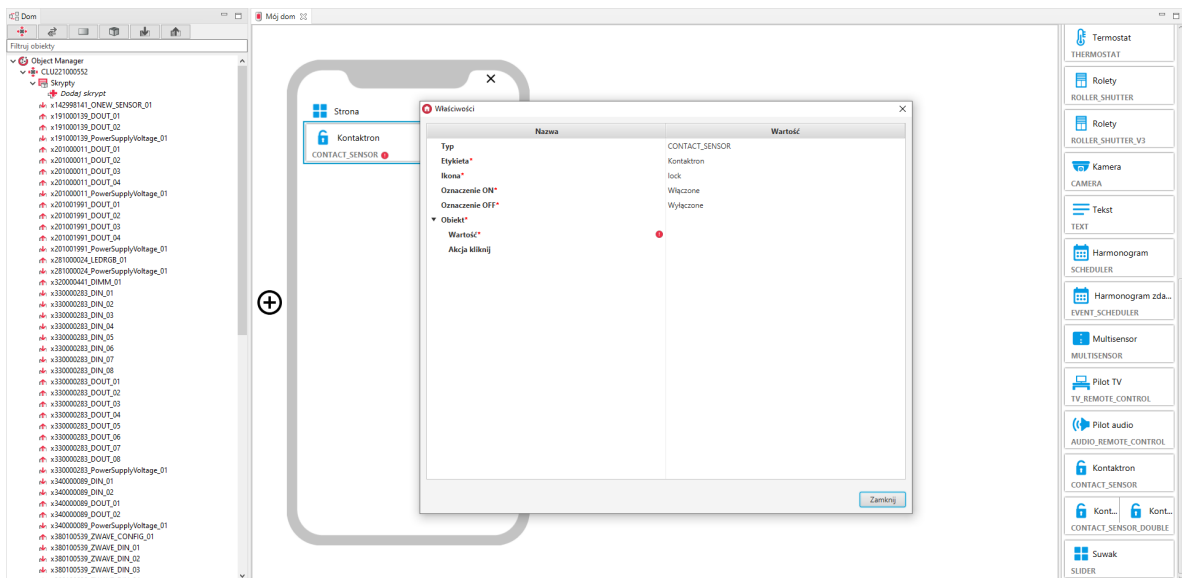 Dom
Filtruj obiekty
Object Manager
CLU221000552
Skrypty
Dodaj skrypt
x142998141_ONEW_SENSOR_01
x191000139_DOUT_01
x191000139_DOUT_02
x191000139_PowerSupplyVoltage_01
x201000011_DOUT_01
x201000011_DOUT_02
x201000011_DOUT_03
x201000011_DOUT_04
x201000011_PowerSupplyVoltage_01
x201001991_DOUT_01
x201001991_DOUT_02
x201001991_DOUT_03
x201001991_DOUT_04
x201001991_PowerSupplyVoltage_01
x281000024_LEDRGB_01
x281000024_PowerSupplyVoltage_01
x320000441_DIMM_01
x330000283_DIN_01
x330000283_DIN_02
x330000283_DIN_03
x330000283_DIN_04
x330000283_DIN_05
x330000283_DIN_06
x330000283_DIN_07
x330000283_DIN_08
x330000283_DOUT_01
x330000283_DOUT_02
x330000283_DOUT_03
x330000283_DOUT_04
x330000283_DOUT_05
x330000283_DOUT_06
x330000283_DOUT_07
x330000283_DOUT_08
x330000283_PowerSupplyVoltage_01
x340000089_DIN_01
x340000089_DIN_02
x340000089_DOUT_01
x340000089_DOUT_02
x340000089_PowerSupplyVoltage_01
x380100539_ZWAVE_CONFIG_01
x380100539_ZWAVE_DIN_01
x380100539_ZWAVE_DIN_02
x380100539_ZWAVE_DIN_03
Mój dom
Strona
Kontaktron
CONTACT_SENSOR
Właściwości
Nazwa Wartość
Typ CONTACT_SENSOR
Etykieta* Kontaktron
Ikona* lock
Oznaczenie ON* Włączone
Oznaczenie OFF* Wyłączone
Obiekt*
Wartość*
Akcja kliknij
Zamknij
Termostat
THERMOSTAT
Rolety
ROLLER_SHUTTER
Rolety
ROLLER_SHUTTER_V3
Kamera
CAMERA
Tekst
TEXT
Harmonogram
SCHEDULER
Harmonogram zda...
EVENT_SCHEDULER
Multisensor
MULTISENSOR
Pilot TV
TV_REMOTE_CONTROL
Pilot audio
AUDIO_REMOTE_CONTROL
Kontaktron
CONTACT_SENSOR
Kont... Kont...
CONTACT_SENSOR_DOUBLE
Suwak
SLIDER